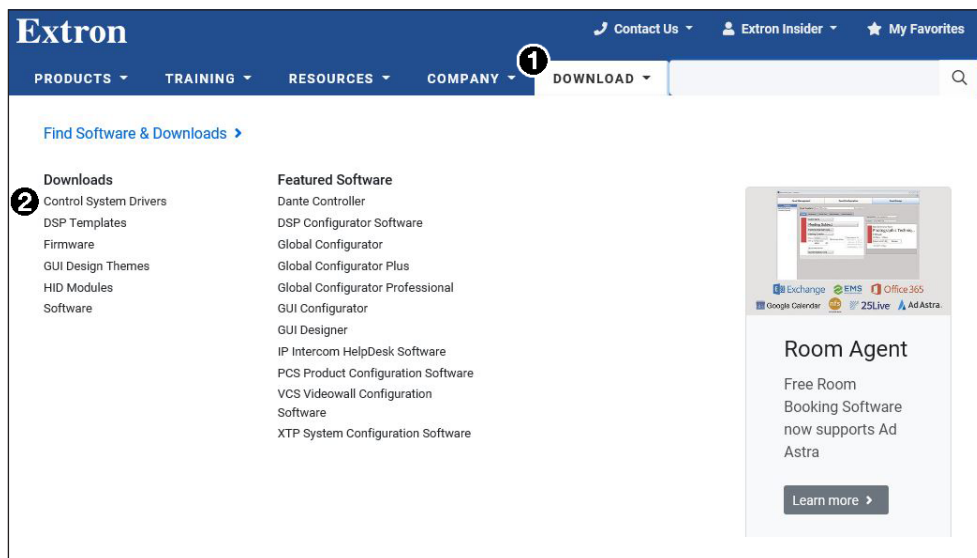 Extron
Contact Us
Extron Insider
My Favorites
1
PRODUCTS
TRAINING
RESOURCES
COMPANY
DOWNLOAD
Find Software & Downloads
Downloads
2
Control System Drivers
DSP Templates
Firmware
GUI Design Themes
HID Modules
Software
Featured Software
Dante Controller
DSP Configurator Software
Global Configurator
Global Configurator Plus
Global Configurator Professional
GUI Configurator
GUI Designer
IP Intercom HelpDesk Software
PCS Product Configuration Software
VCS Videowall Configuration
Software
XTP System Configuration Software
Exchange
EMS
Office 365
Google Calendar
25Live
Ad Astra.
Room Agent
Free Room
Booking Software
now supports Ad
Astra
Learn more